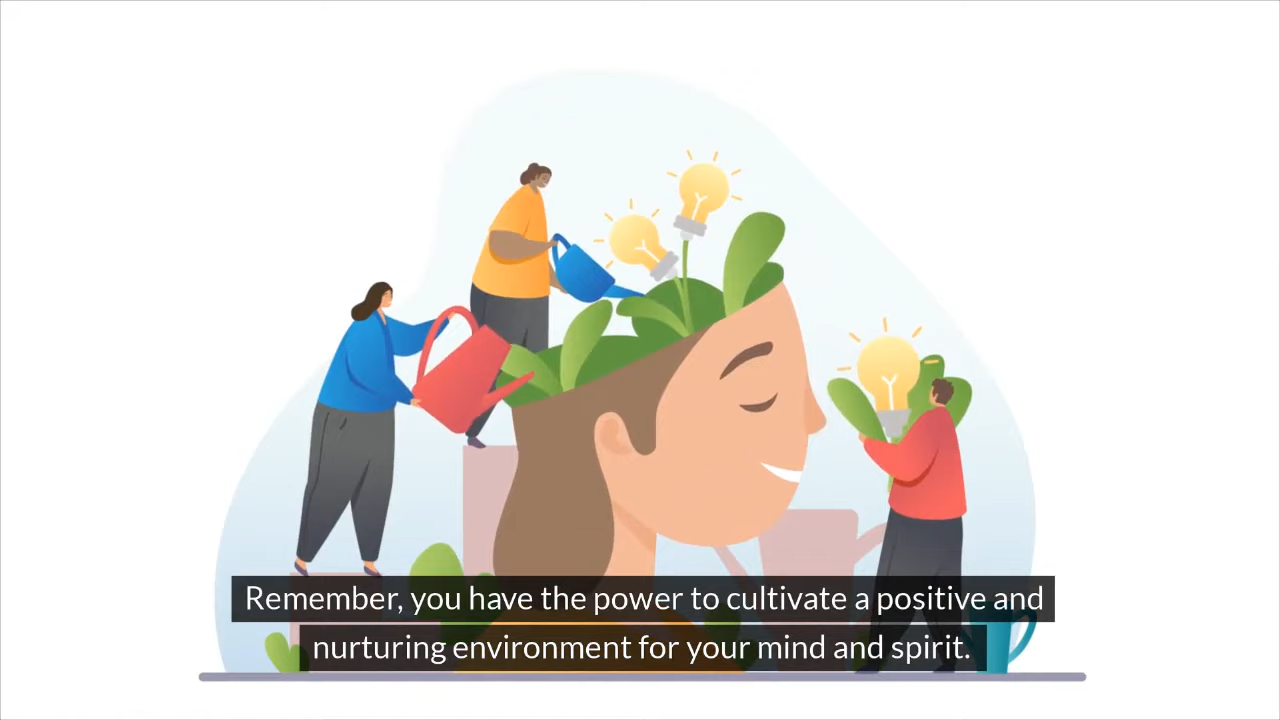 Remember, you have the power to cultivate a positive and
nurturing environment for your mind and spirit.